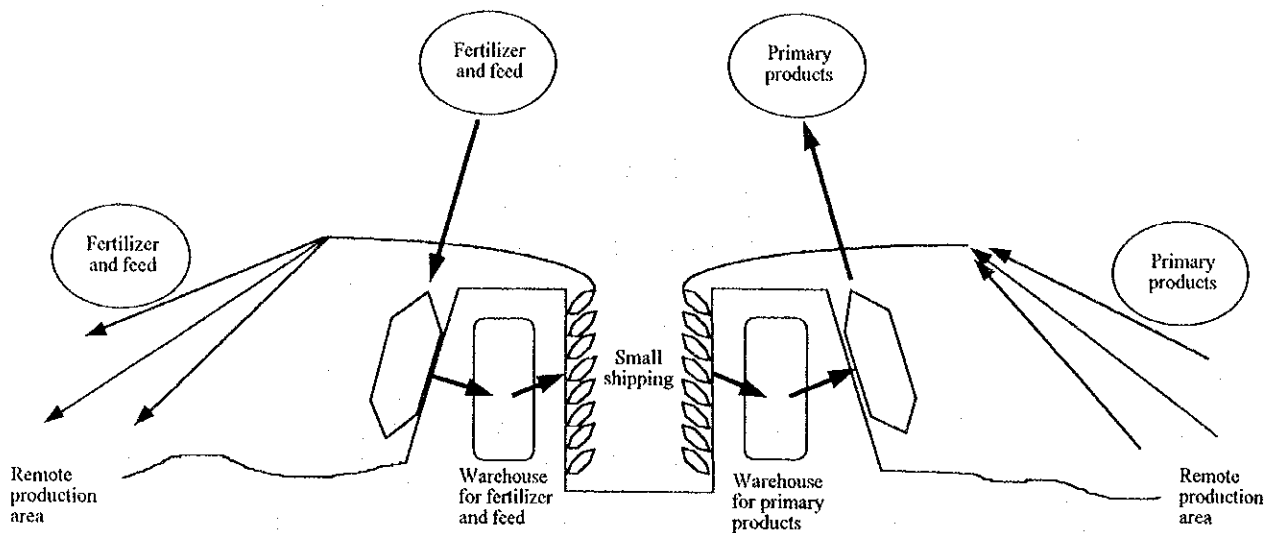 Fertilizer
and feed
Primary
products
Fertilizer
and feed
Primary
products
Small
shipping
Remote
production
area
Warehouse
for fertilizer
and feed
Warehouse
for primary
products
Remote
production
area